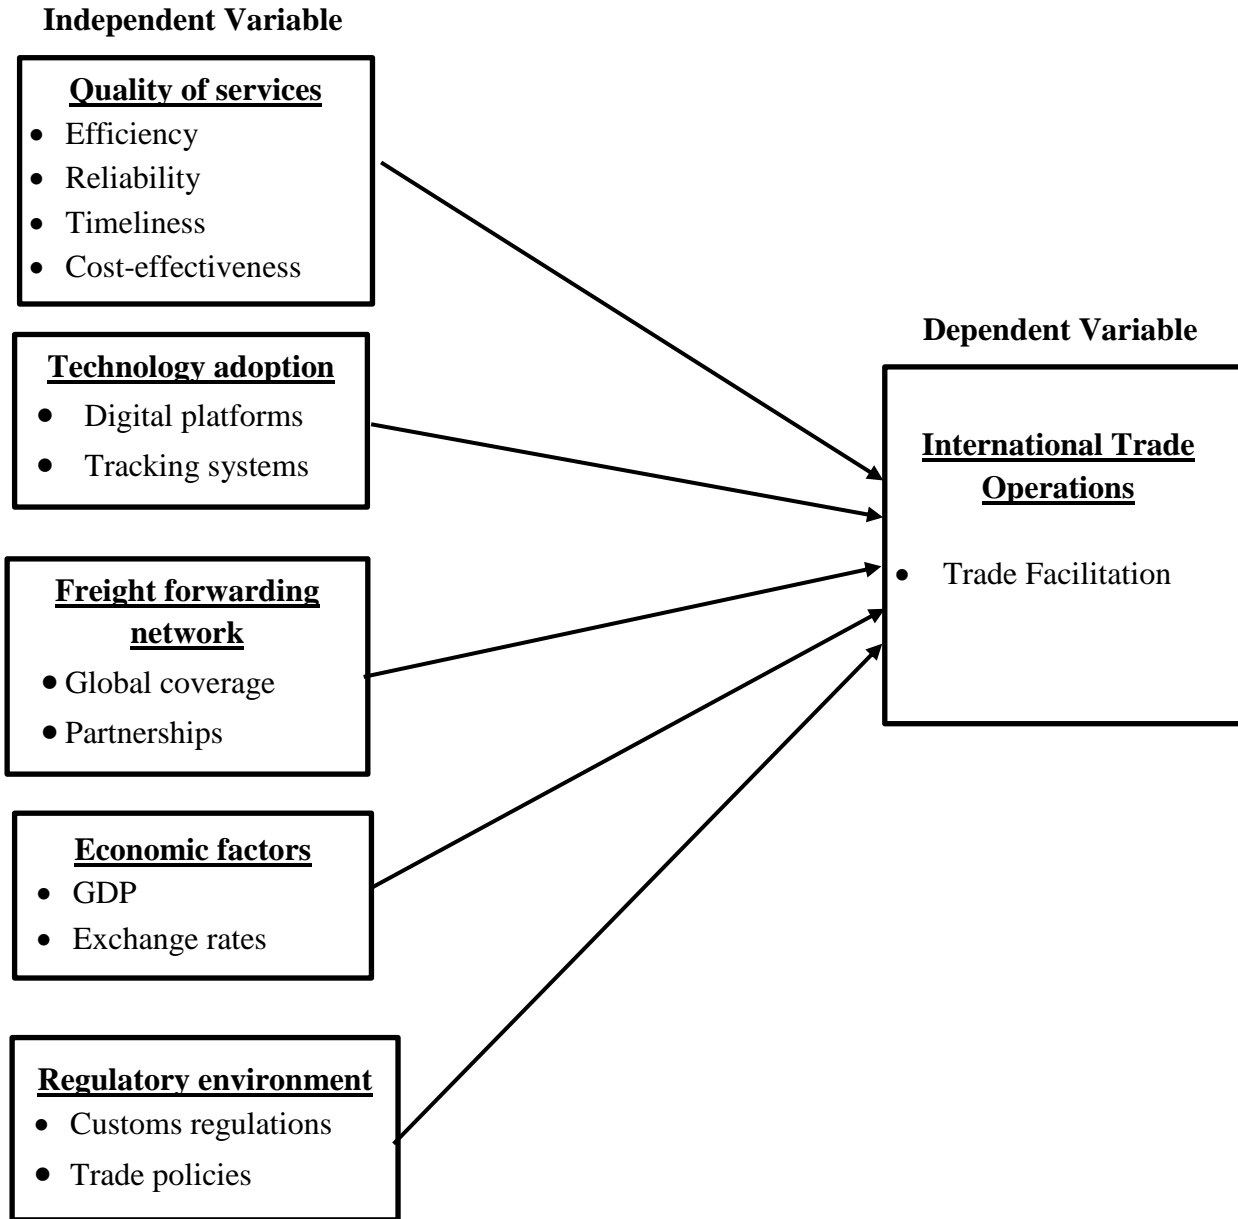 Independent Variable
Quality of services
• Efficiency
• Reliability
• Timeliness
• Cost-effectiveness
Technology adoption
• Digital platforms
• Tracking systems
Freight forwarding
network
• Global coverage
• Partnerships
Economic factors
• GDP
• Exchange rates
Regulatory environment
• Customs regulations
• Trade policies
Dependent Variable
International Trade
Operations
• Trade Facilitation